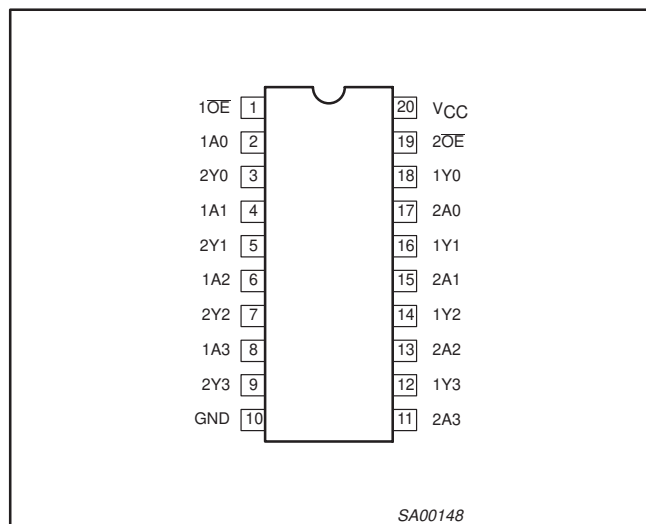 1O̅E̅ 1 20 VCC
1A0 2 19 2O̅E̅
2Y0 3 18 1Y0
1A1 4 17 2A0
2Y1 5 16 1Y1
1A2 6 15 2A1
2Y2 7 14 1Y2
1A3 8 13 2A2
2Y3 9 12 1Y3
GND 10 11 2A3
SA00148